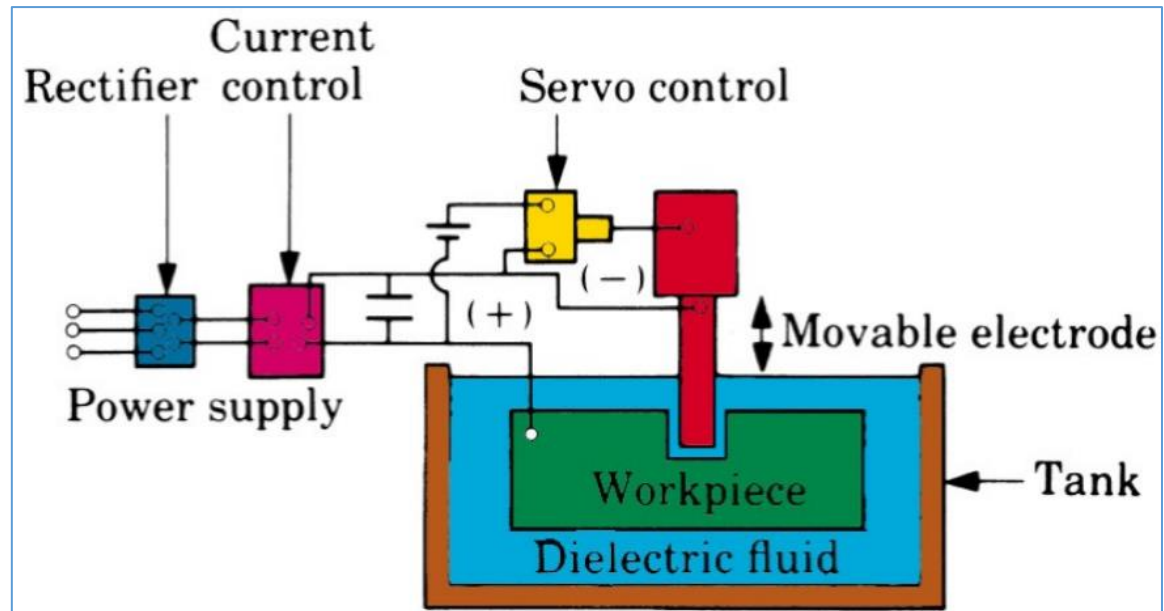 Current
Rectifier control
Servo control
(−)
(+)
Movable electrode
Power supply
Tank
Workpiece
Dielectric fluid